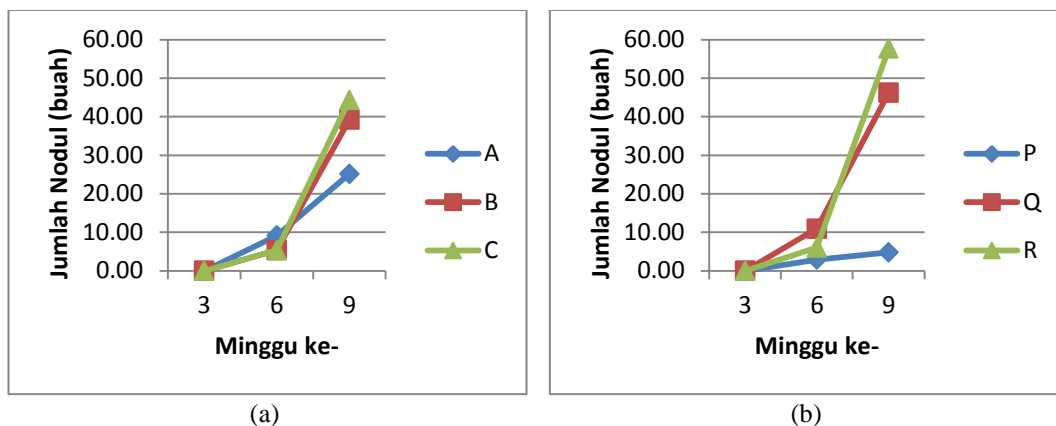 Jumlah Nodul (buah)
60.00
50.00
40.00
30.00
20.00
10.00
0.00
3 6 9
Minggu ke-
A
B
C
(a)
Jumlah Nodul (buah)
60.00
50.00
40.00
30.00
20.00
10.00
0.00
3 6 9
Minggu ke-
P
Q
R
(b)